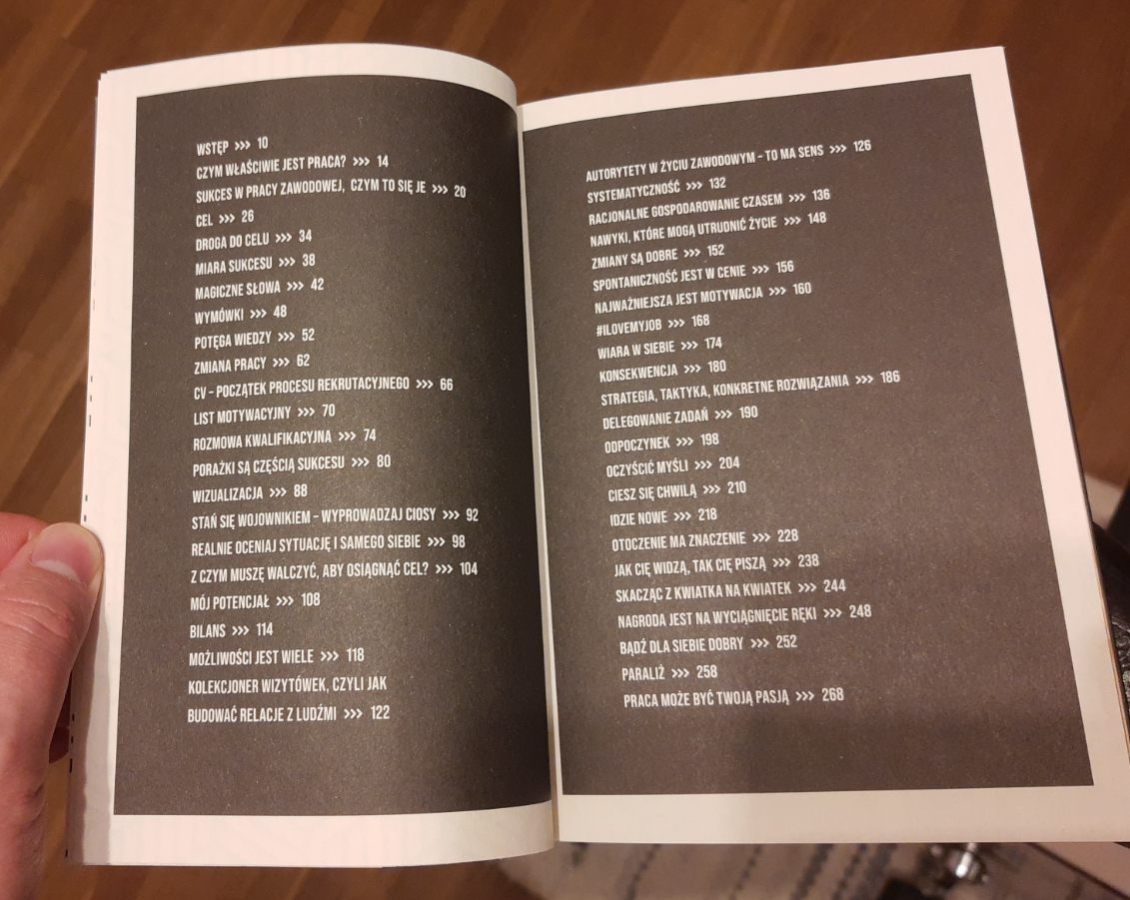 WSTĘP >>> 10
CZYM WŁAŚCIWIE JEST PRACA? >>> 14
SUKCES W PRACY ZAWODOWEJ, CZYM TO SIĘ JE >>> 20
CEL >>> 26
DROGA DO CELU >>> 34
MIARA SUKCESU >>> 38
MAGICZNE SŁOWA >>> 42
WYMÓWKI >>> 48
POTĘGA WIEDZY >>> 52
ZMIANA PRACY >>> 62
CV – POCZĄTEK PROCESU REKRUTACYJNEGO >>> 66
LIST MOTYWACYJNY >>> 70
ROZMOWA KWALIFIKACYJNA >>> 74
PORAŻKI SĄ CZĘŚCIĄ SUKCESU >>> 80
WIZUALIZACJA >>> 88
STAŃ SIĘ WOJOWNIKIEM – WYPROWADZAJ CIOSY >>> 92
REALNIE OCENIAJ SYTUACJĘ I SAMEGO SIEBIE >>> 98
Z CZYM MUSZĘ WALCZYĆ, ABY OSIĄGNĄĆ CEL? >>> 104
MÓJ POTENCJAŁ >>> 108
BILANS >>> 114
MOŻLIWOŚCI JEST WIELE >>> 118
KOLEKCJONER WIZYTÓWEK, CZYLI JAK
BUDOWAĆ RELACJE Z LUDŹMI >>> 122
AUTORYTETY W ŻYCIU ZAWODOWYM – TO MA SENS >>> 126
SYSTEMATYCZNOŚĆ >>> 132
RACJONALNE GOSPODAROWANIE CZASEM >>> 136
NAWYKI, KTÓRE MOGĄ UTRUDNIĆ ŻYCIE >>> 148
ZMIANY SĄ DOBRE >>> 152
SPONTANICZNOŚĆ JEST W CENIE >>> 156
NAJWAŻNIEJSZA JEST MOTYWACJA >>> 160
#ILOVEMYJOB >>> 168
WIARA W SIEBIE >>> 174
KONSEKWENCJA >>> 180
STRATEGIA, TAKTYKA, KONKRETNE ROZWIĄZANIA >>> 186
DELEGOWANIE ZADAŃ >>> 190
ODPOCZYNEK >>> 198
OCZYŚCIĆ MYŚLI >>> 204
CIESZ SIĘ CHWILĄ >>> 210
IDZIE NOWE >>> 218
OTOCZENIE MA ZNACZENIE >>> 228
JAK CIĘ WIDZĄ, TAK CIĘ PISZĄ >>> 238
SKACZĄC Z KWIATKA NA KWIATEK >>> 244
NAGRODA JEST NA WYCIĄGNIĘCIE RĘKI >>> 248
BĄDŹ DLA SIEBIE DOBRY >>> 252
PARALIŻ >>> 258
PRACA MOŻE BYĆ TWOJĄ PASJĄ >>> 268